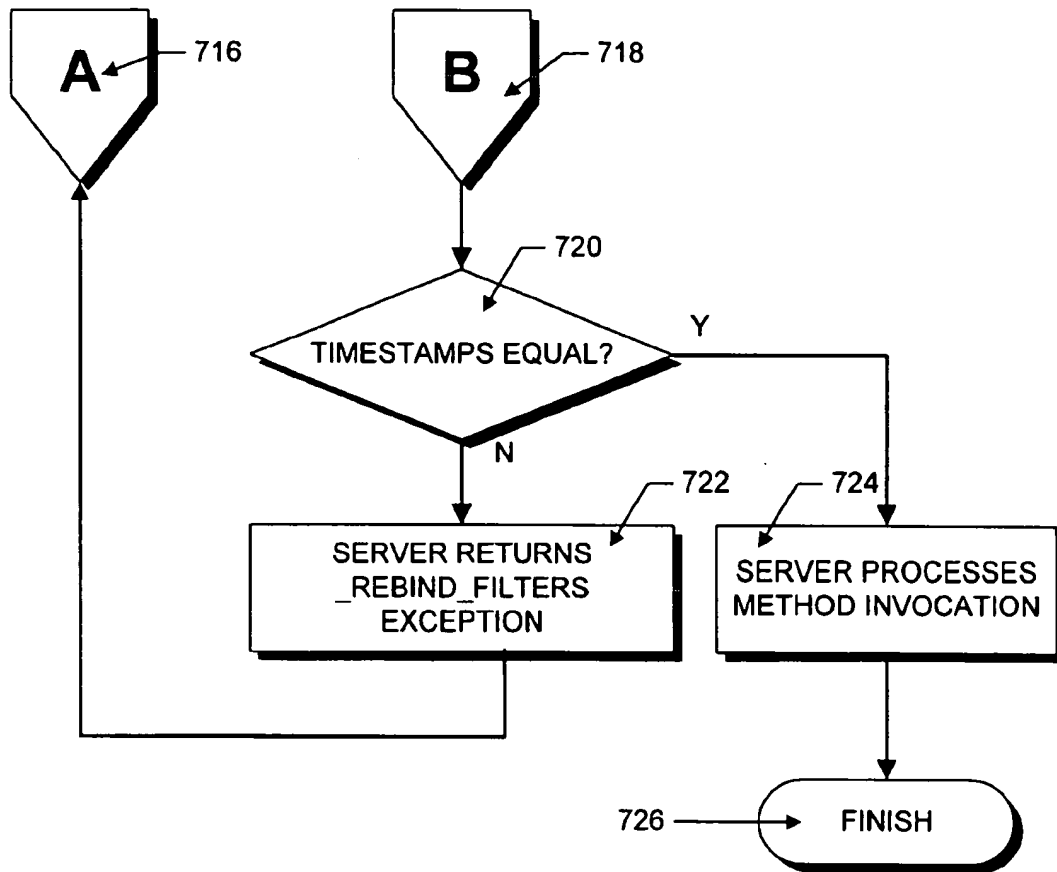 A
716
B
718
720
TIMESTAMPS EQUAL?
Y
N
722
724
SERVER RETURNS
_REBIND_FILTERS
EXCEPTION
SERVER PROCESSES
METHOD INVOCATION
726
FINISH